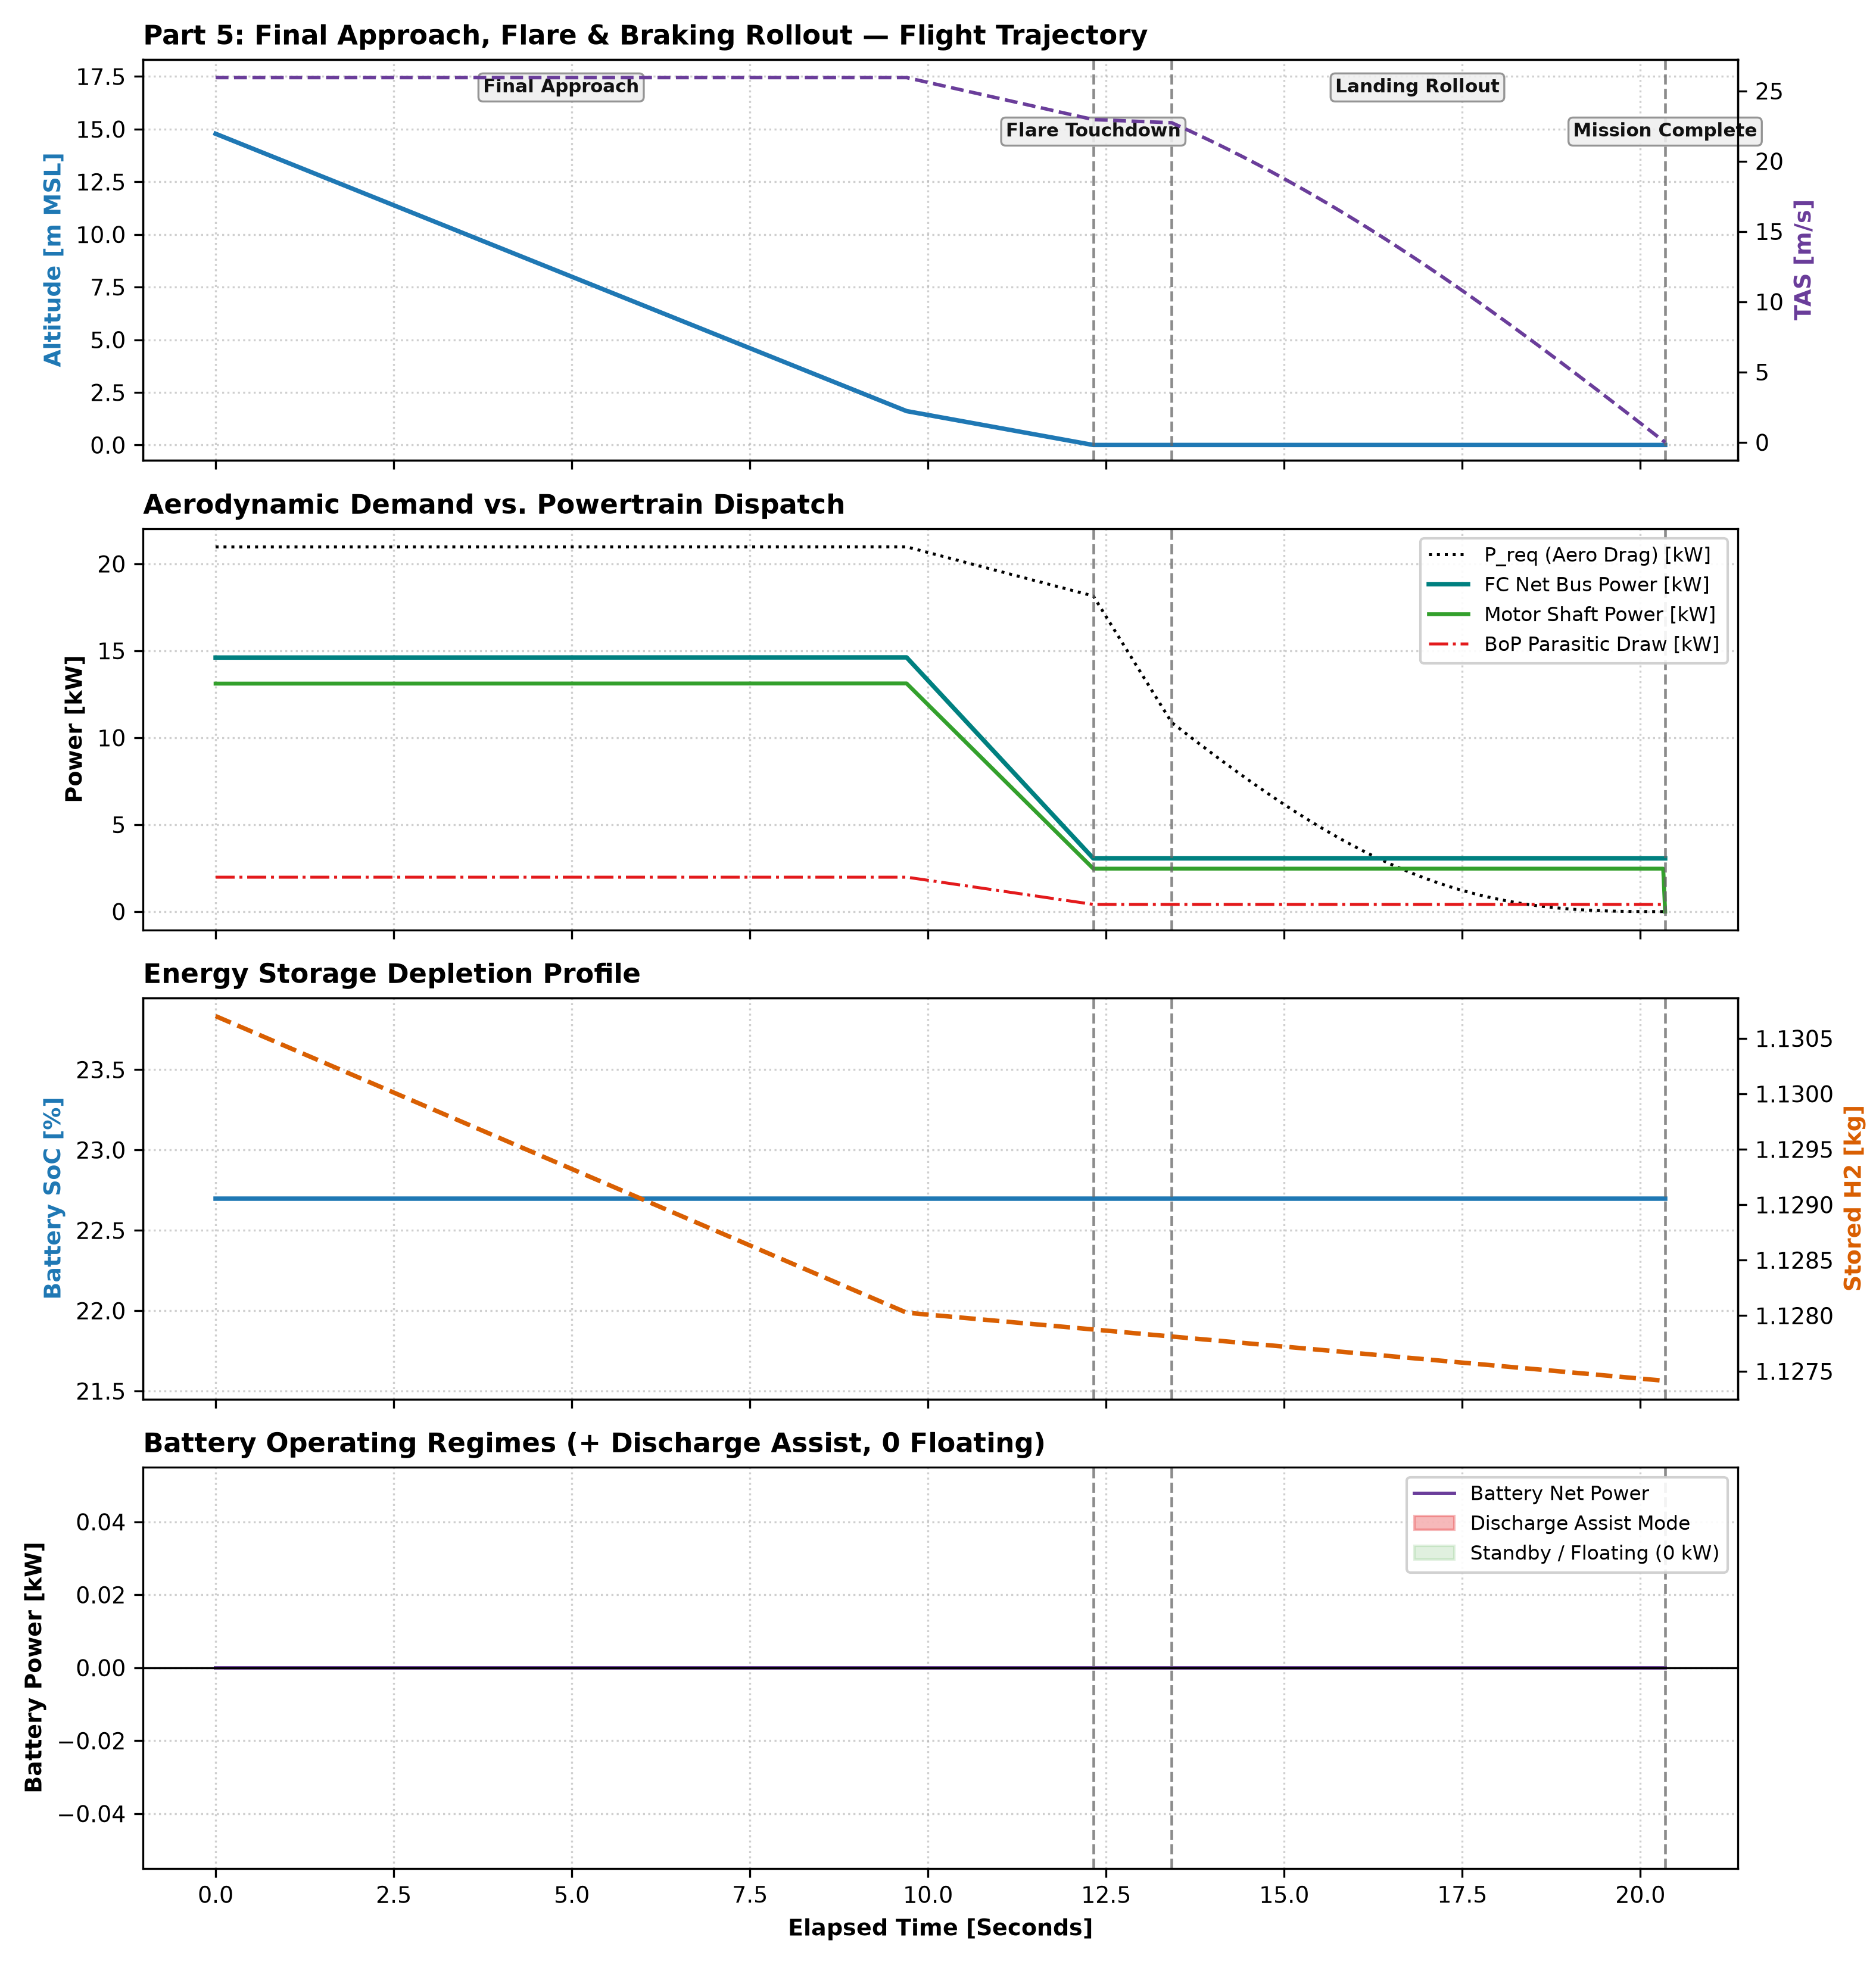 Part 5: Final Approach, Flare & Braking Rollout — Flight Trajectory
17.5
15.0
12.5
10.0
7.5
5.0
2.5
0.0
Altitude [m MSL]
Final Approach
Flare Touchdown
Landing Rollout
Mission Complete
25
20
15
10
5
0
TAS [m/s]
Aerodynamic Demand vs. Powertrain Dispatch
20
15
10
5
0
Power [kW]
P_req (Aero Drag) [kW]
FC Net Bus Power [kW]
Motor Shaft Power [kW]
BoP Parasitic Draw [kW]
Energy Storage Depletion Profile
23.5
23.0
22.5
22.0
21.5
Battery SoC [%]
1.1305
1.1300
1.1295
1.1290
1.1285
1.1280
1.1275
Stored H2 [kg]
Battery Operating Regimes (+ Discharge Assist, 0 Floating)
0.04
0.02
0.00
−0.02
−0.04
Battery Power [kW]
Battery Net Power
Discharge Assist Mode
Standby / Floating (0 kW)
0.0 2.5 5.0 7.5 10.0 12.5 15.0 17.5 20.0
Elapsed Time [Seconds]